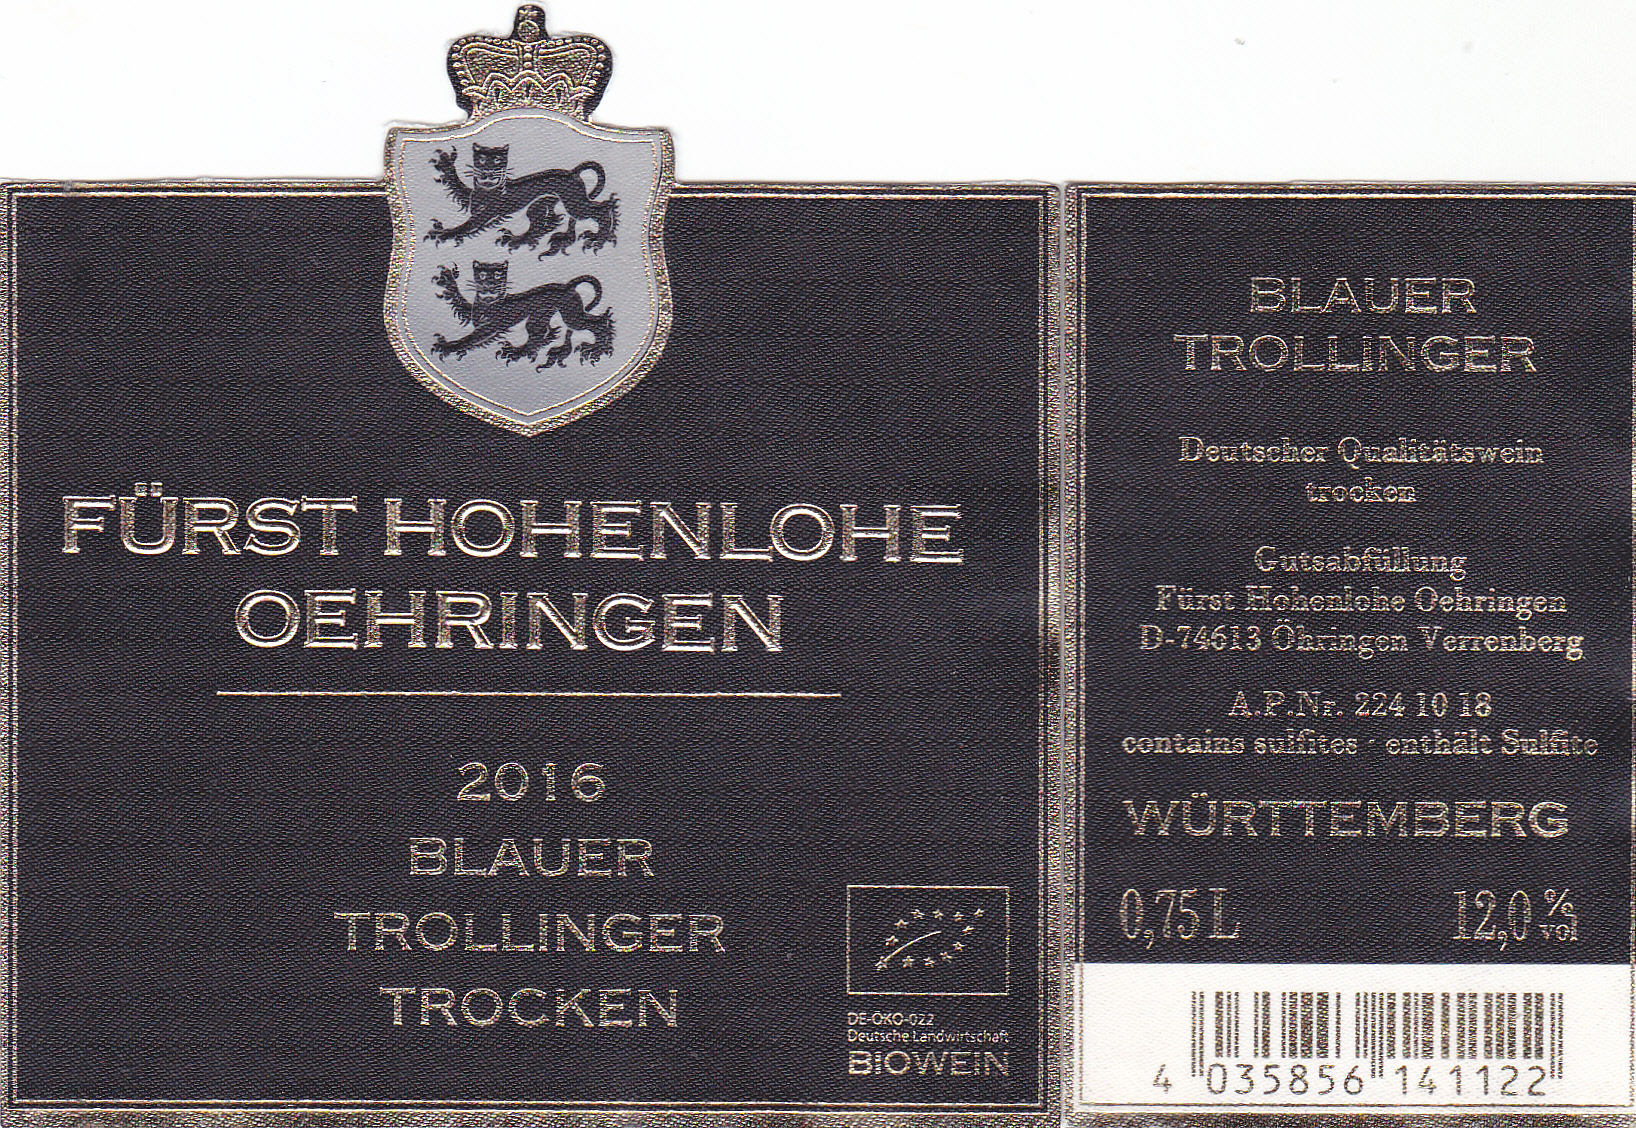 FÜRST HOHENLOHE
OEHRINGEN
2016
BLAUER
TROLLINGER
TROCKEN
DE-ÖKO-022
Deutsche Landwirtschaft
BIOWEIN
BLAUER
TROLLINGER
Deutscher Qualitätswein
trocken
Gutsabfüllung
Fürst Hohenlohe Oehringen
D-74613 Öhringen Verrenberg
A.P.Nr. 224 10 18
contains sulfites · enthält Sulfite
WÜRTTEMBERG
0,75 L 12,0 % vol
4 035856 141122